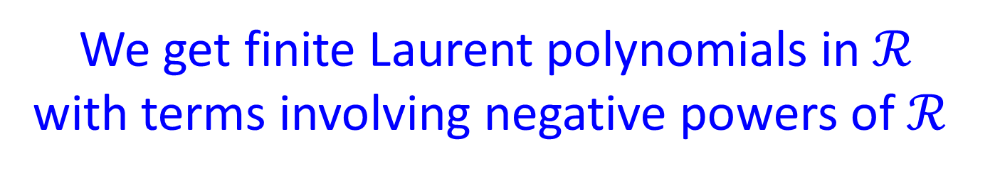 We get finite Laurent polynomials in ℛ
with terms involving negative powers of ℛ